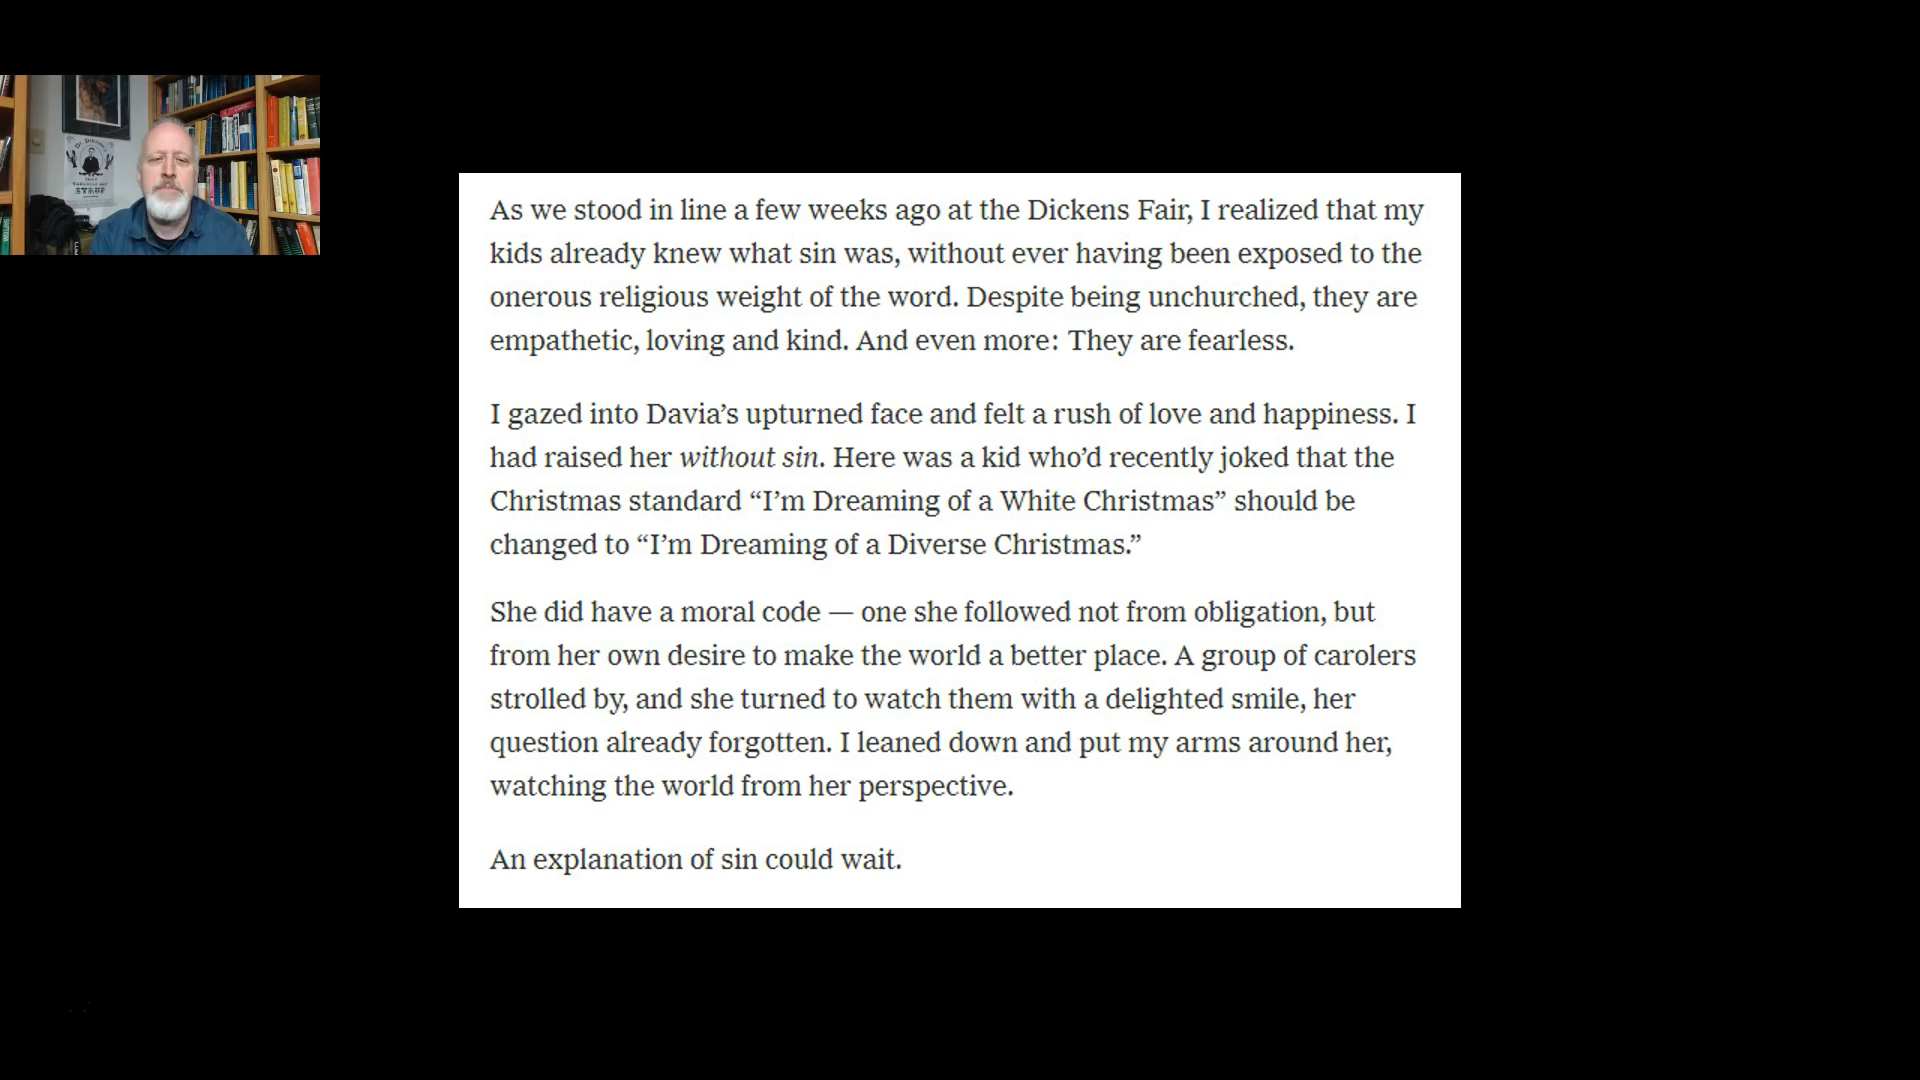 As we stood in line a few weeks ago at the Dickens Fair, I realized that my
kids already knew what sin was, without ever having been exposed to the
onerous religious weight of the word. Despite being unchurched, they are
empathetic, loving and kind. And even more: They are fearless.
I gazed into Davia’s upturned face and felt a rush of love and happiness. I
had raised her without sin. Here was a kid who’d recently joked that the
Christmas standard “I’m Dreaming of a White Christmas” should be
changed to “I’m Dreaming of a Diverse Christmas.”
She did have a moral code — one she followed not from obligation, but
from her own desire to make the world a better place. A group of carolers
strolled by, and she turned to watch them with a delighted smile, her
question already forgotten. I leaned down and put my arms around her,
watching the world from her perspective.
An explanation of sin could wait.